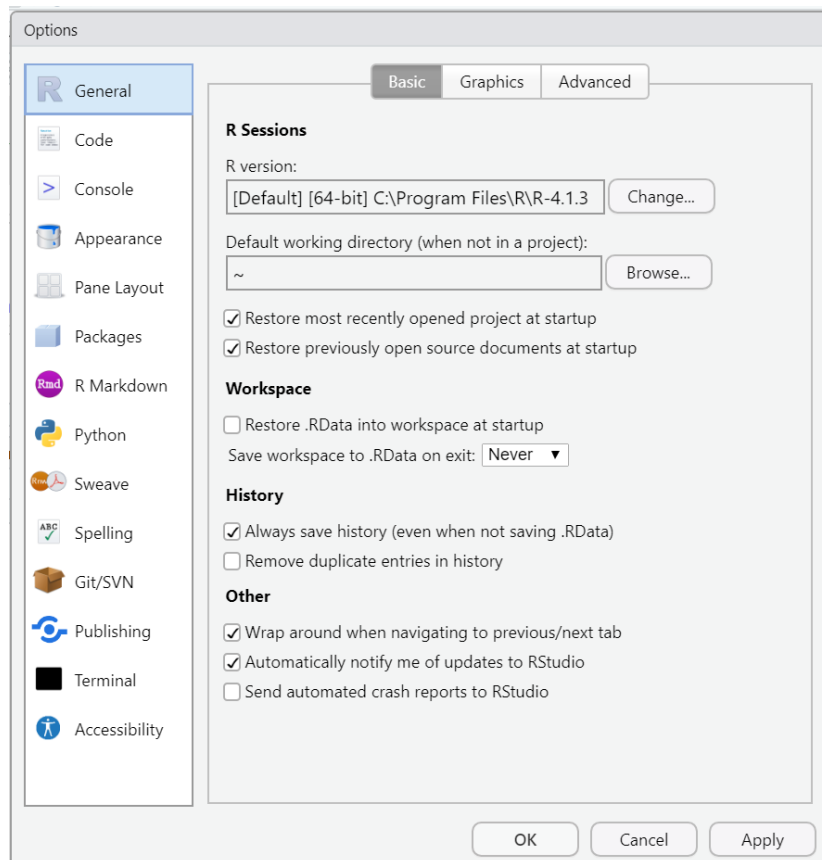 Options
General
Code
Console
Appearance
Pane Layout
Packages
Rmd R Markdown
Python
Rnw Sweave
ABC Spelling
Git/SVN
Publishing
Terminal
Accessibility
Basic Graphics Advanced
R Sessions
R version:
[Default] [64-bit] C:\Program Files\R\R-4.1.3 Change...
Default working directory (when not in a project):
~ Browse...
Restore most recently opened project at startup
Restore previously open source documents at startup
Workspace
Restore .RData into workspace at startup
Save workspace to .RData on exit: Never
History
Always save history (even when not saving .RData)
Remove duplicate entries in history
Other
Wrap around when navigating to previous/next tab
Automatically notify me of updates to RStudio
Send automated crash reports to RStudio
OK Cancel Apply